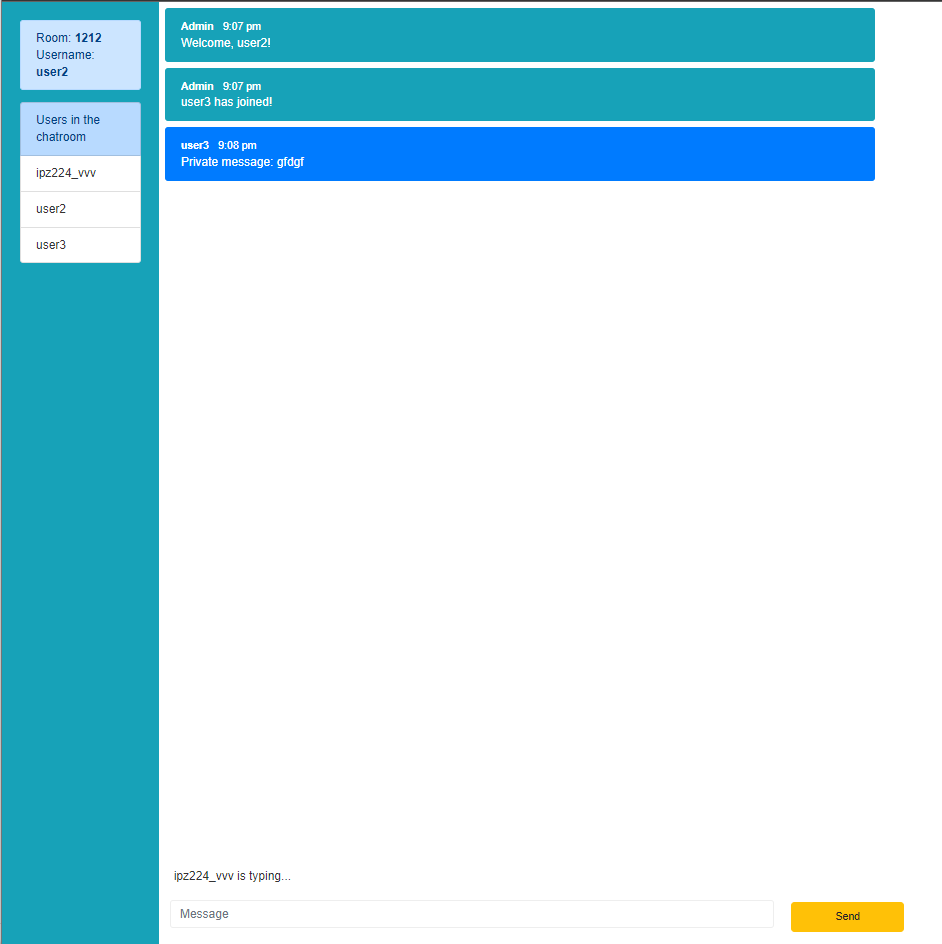 Room: 1212
Username:
user2
Users in the
chatroom
ipz224_vvv
user2
user3
Admin 9:07 pm
Welcome, user2!
Admin 9:07 pm
user3 has joined!
user3 9:08 pm
Private message: gfdgf
ipz224_vvv is typing...
Message
Send